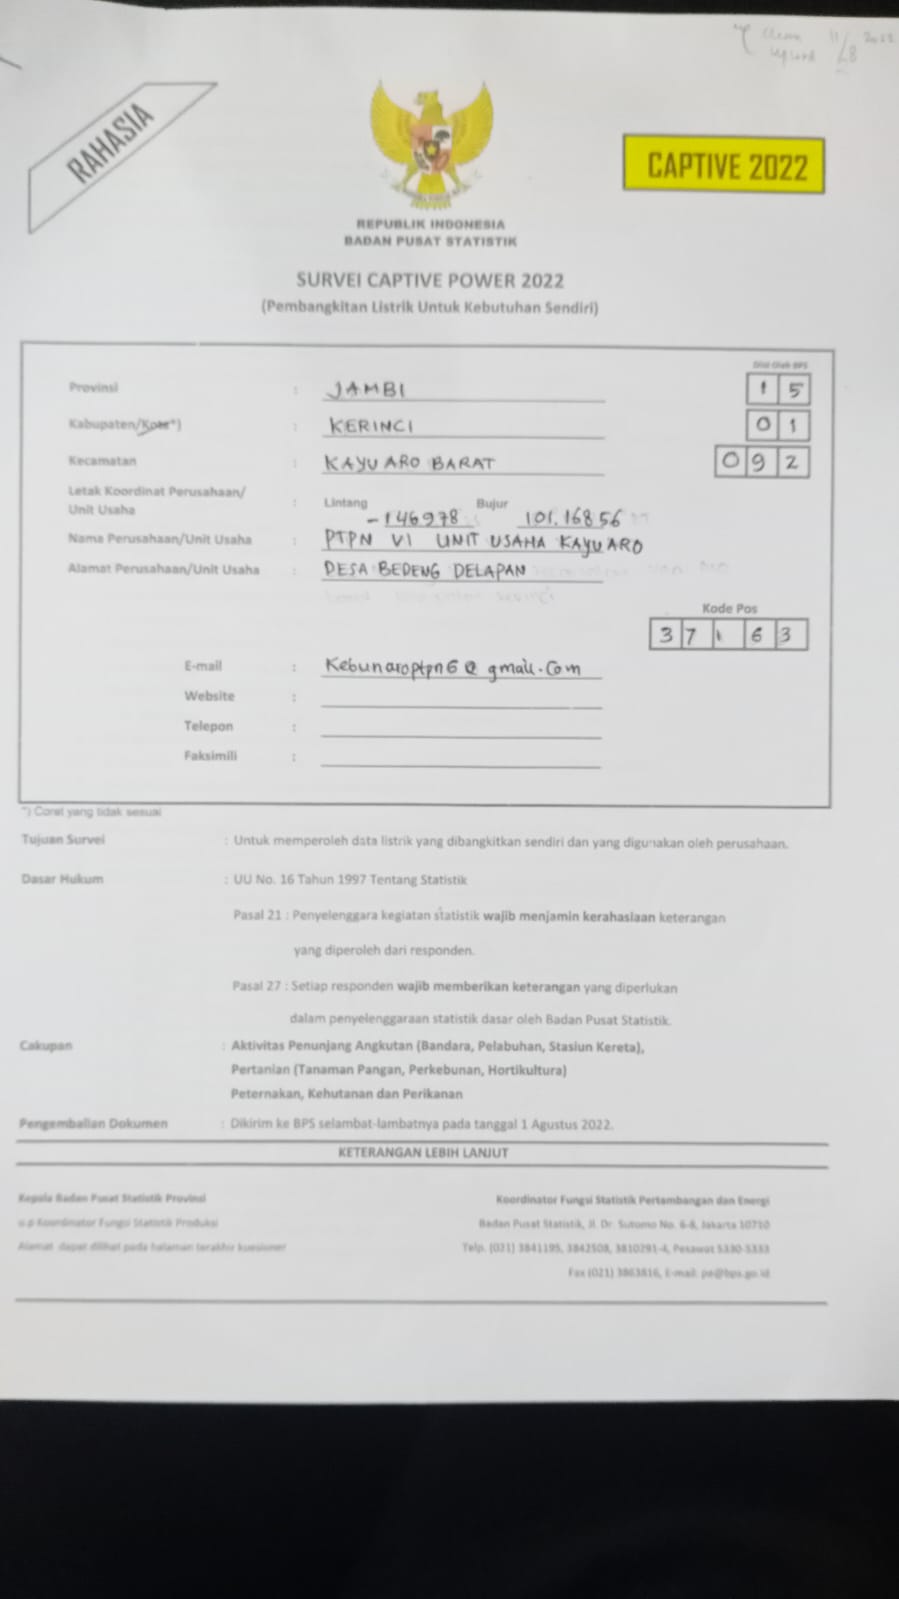 Clean 11/8 2022
Upload
RAHASIA
CAPTIVE 2022
REPUBLIK INDONESIA
BADAN PUSAT STATISTIK
SURVEI CAPTIVE POWER 2022
(Pembangkitan Listrik Untuk Kebutuhan Sendiri)
Diisi Oleh BPS
Provinsi : JAMBI 1 5
Kabupaten/Kota*) : KERINCI 0 1
Kecamatan : KAYU ARO BARAT 0 9 2
Letak Koordinat Perusahaan/
Unit Usaha : Lintang -1.46978 Bujur 101.16856
Nama Perusahaan/Unit Usaha : PTPN VI UNIT USAHA KAYU ARO
Alamat Perusahaan/Unit Usaha : DESA BEDENG DELAPAN
Kode Pos
3 7 1 6 3
E-mail : Kebunaroptpn6@gmail.com
Website :
Telepon :
Faksimili :
*) Coret yang tidak sesuai
Tujuan Survei : Untuk memperoleh data listrik yang dibangkitkan sendiri dan yang digunakan oleh perusahaan.
Dasar Hukum : UU No. 16 Tahun 1997 Tentang Statistik
Pasal 21 : Penyelenggara kegiatan statistik wajib menjamin kerahasiaan keterangan
yang diperoleh dari responden.
Pasal 27 : Setiap responden wajib memberikan keterangan yang diperlukan
dalam penyelenggaraan statistik dasar oleh Badan Pusat Statistik.
Cakupan : Aktivitas Penunjang Angkutan (Bandara, Pelabuhan, Stasiun Kereta),
Pertanian (Tanaman Pangan, Perkebunan, Hortikultura)
Peternakan, Kehutanan dan Perikanan
Pengembalian Dokumen : Dikirim ke BPS selambat-lambatnya pada tanggal 1 Agustus 2022.
KETERANGAN LEBIH LANJUT
Kepala Badan Pusat Statistik Provinsi
u.p Koordinator Fungsi Statistik Produksi
Alamat dapat dilihat pada halaman terakhir kuesioner
Koordinator Fungsi Statistik Pertambangan dan Energi
Badan Pusat Statistik, Jl. Dr. Sutomo No. 6-8, Jakarta 10710
Telp. (021) 3841195, 3842508, 3810291-4, Pesawat 5330-5333
Fax (021) 3863816, E-mail: pe@bps.go.id